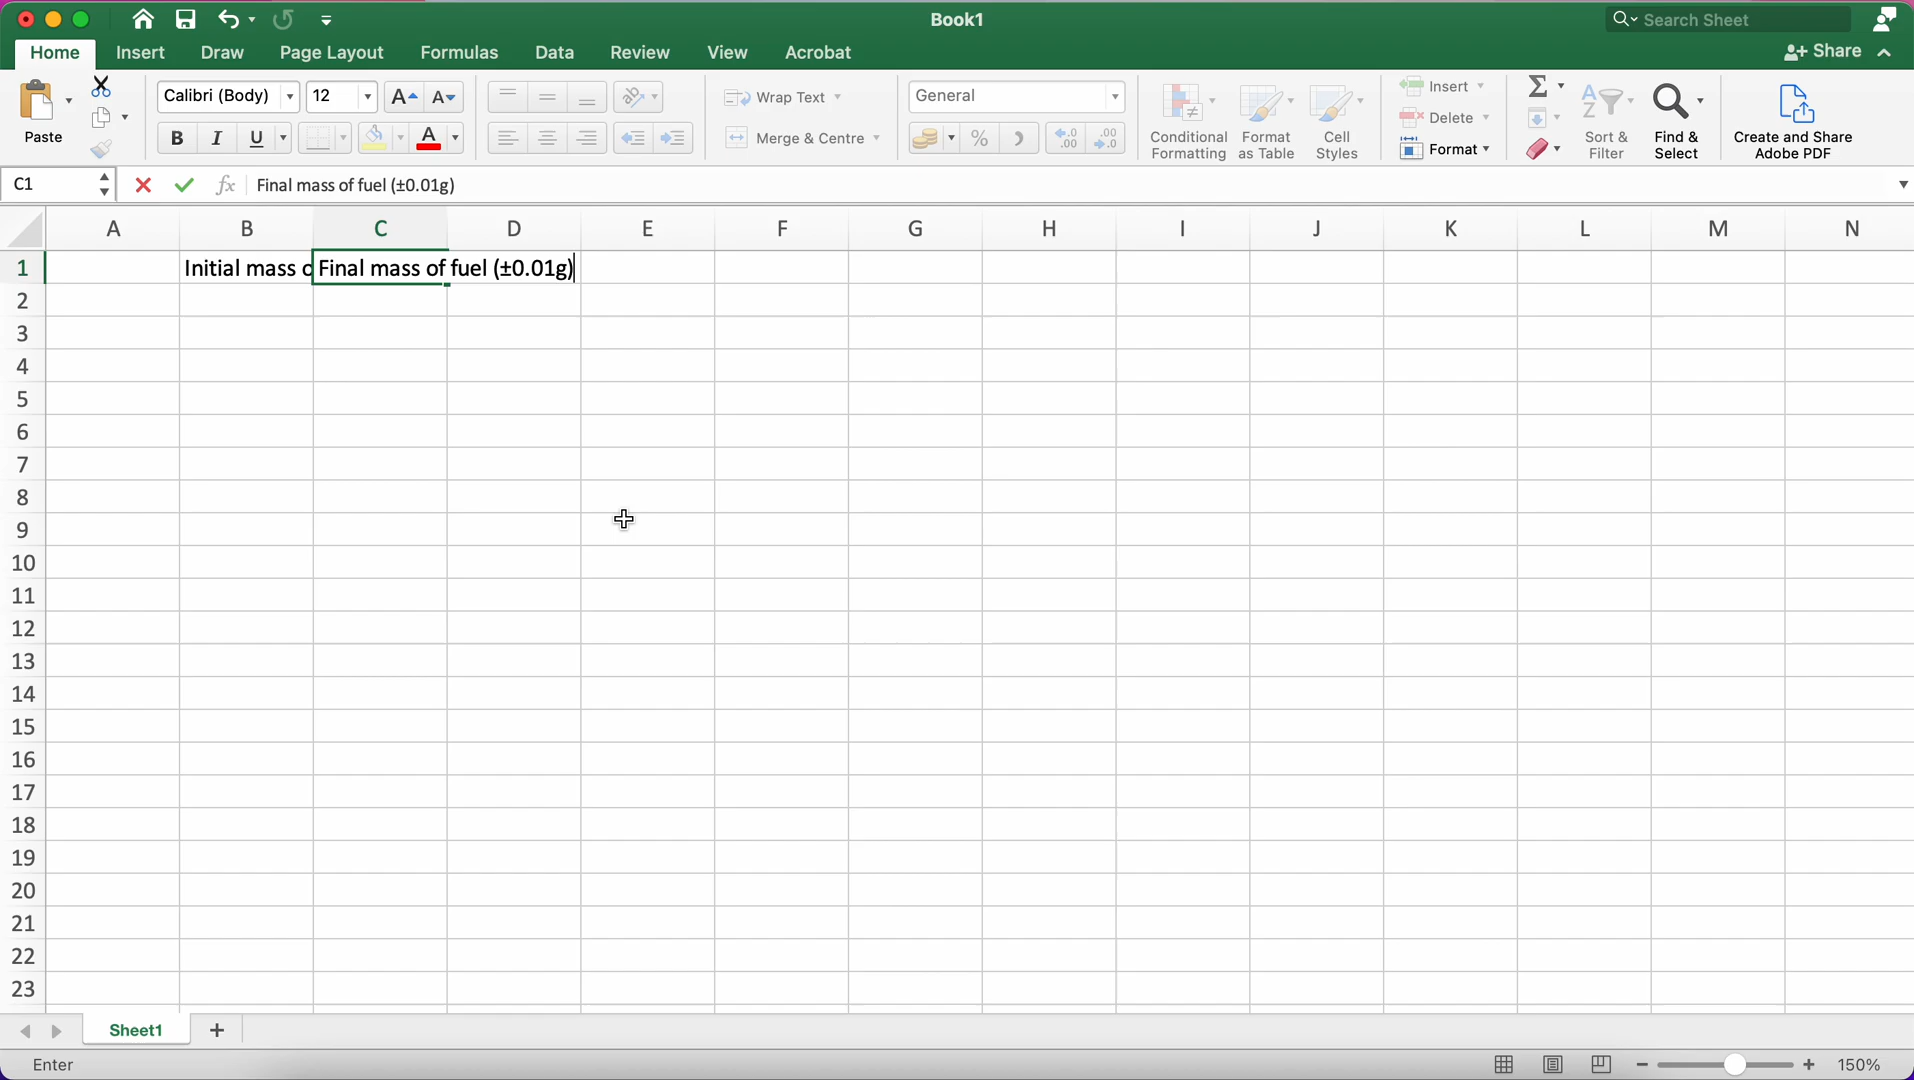 Book1
Search Sheet
Home
Insert
Draw
Page Layout
Formulas
Data
Review
View
Acrobat
Share
Paste
Calibri (Body)
12
A
A
B
I
U
A
Wrap Text
Merge & Centre
General
%
Conditional
Formatting
Format
as Table
Cell
Styles
Insert
Delete
Format
Sort &
Filter
Find &
Select
Create and Share
Adobe PDF
C1
fx
Final mass of fuel (±0.01g)
A
B
C
D
E
F
G
H
I
J
K
L
M
N
1
Initial mass o
Final mass of fuel (±0.01g)
2
3
4
5
6
7
8
9
10
11
12
13
14
15
16
17
18
19
20
21
22
23
Sheet1
Enter
150%